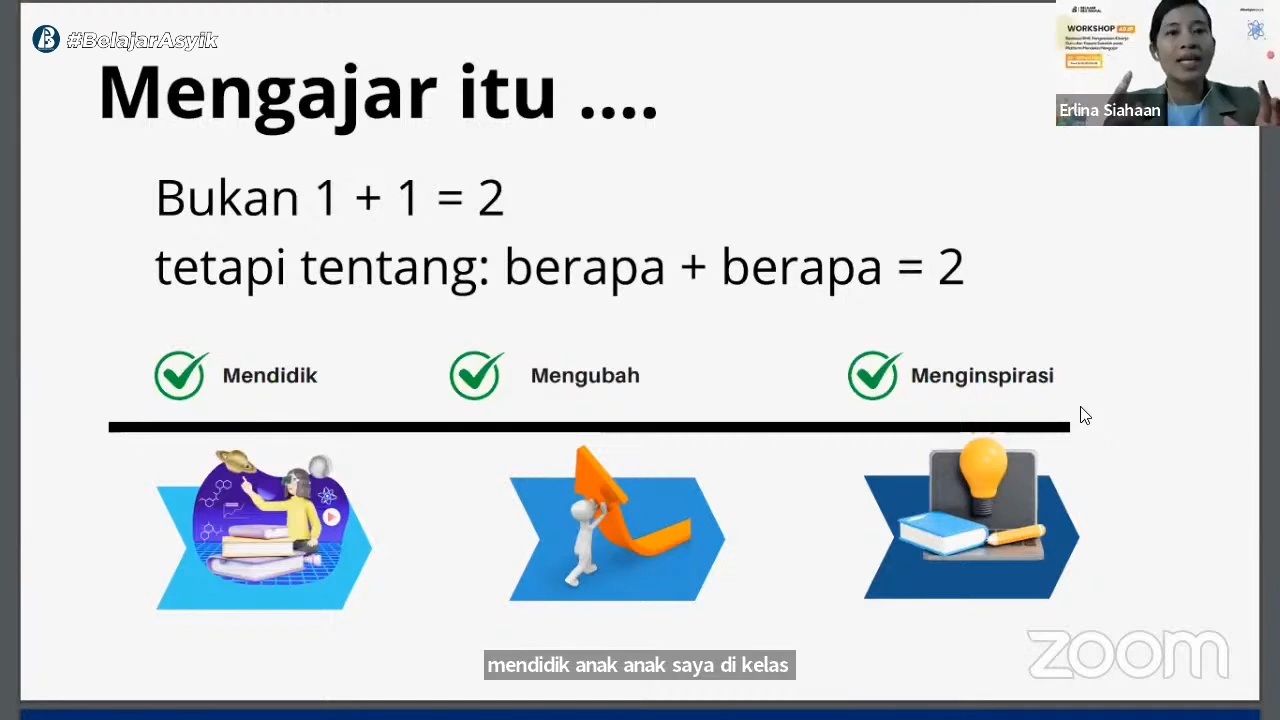 #BelajarAsyik
Mengajar itu ....
WORKSHOP
Erlina Siahaan
Bukan 1 + 1 = 2
tetapi tentang: berapa + berapa = 2
Mendidik
Mengubah
Menginspirasi
mendidik anak anak saya di kelas
zoom